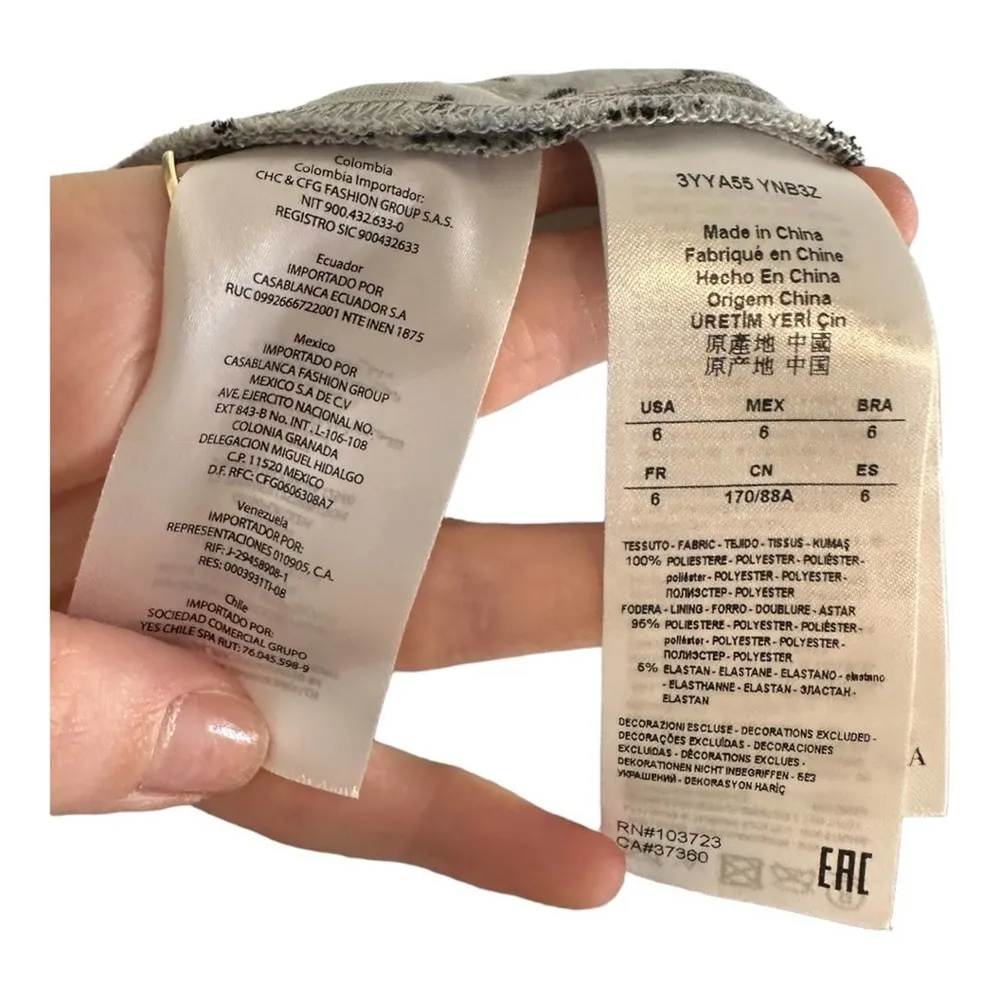 Colombia
Colombia Importador:
CHC & CFG FASHION GROUP S.A.S.
NIT 900.432.633-0
REGISTRO SIC 900432633
Ecuador
IMPORTADO POR
CASABLANCA ECUADOR S.A
RUC 0992666722001 NTE INEN 1875
Mexico
IMPORTADO POR
CASABLANCA FASHION GROUP
MEXICO S.A DE C.V
AVE. EJERCITO NACIONAL NO.
EXT 843-B No. INT. L-106-108
COLONIA GRANADA
DELEGACION MIGUEL HIDALGO
C.P. 11520 MEXICO
D.F. RFC: CFG0606308A7
Venezuela
IMPORTADOR POR:
REPRESENTACIONES 010905, C.A.
RIF: J-29458908-1
RES: 0003931TI-08
Chile
IMPORTADO POR:
SOCIEDAD COMERCIAL GRUPO
YES CHILE SPA RUT: 76.045.598-9
3YYA55 YNB3Z
Made in China
Fabriqué en Chine
Hecho En China
Origem China
ÜRETİM YERİ Çin
原產地 中國
原产地 中国
USA MEX BRA
6 6 6
FR CN ES
6 170/88A 6
TESSUTO - FABRIC - TEJIDO - TISSUS - KUMAŞ
100% POLIESTERE - POLYESTER - POLIÉSTER -
poliéster - POLYESTER - POLYESTER -
ПОЛИЭСТЕР - POLYESTER
FODERA - LINING - FORRO - DOUBLURE - ASTAR
95% POLIESTERE - POLYESTER - POLIÉSTER -
poliéster - POLYESTER - POLYESTER -
ПОЛИЭСТЕР - POLYESTER
5% ELASTAN - ELASTANE - ELASTANO - elastano
- ELASTHANNE - ELASTAN - ЭЛАСТАН -
ELASTAN
DECORAZIONI ESCLUSE - DECORATIONS EXCLUDED -
DECORAÇÕES EXCLUÍDAS - DECORACIONES
EXCLUIDAS - DÉCORATIONS EXCLUES -
DEKORATIONEN NICHT INBEGRIFFEN - БЕЗ
УКРАШЕНИЙ - DEKORASYON HARİÇ
A
RN#103723
CA#37360
EAC